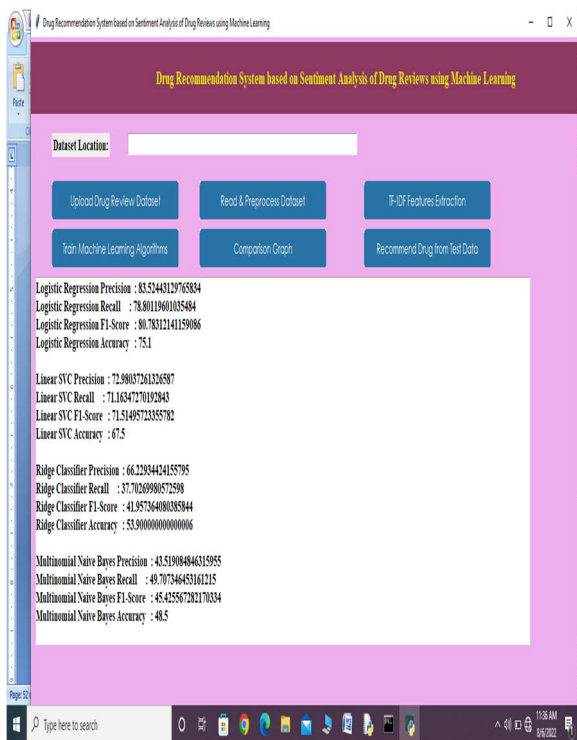 Drug Recommendation System based on Sentiment Analysis of Drug Reviews using Machine Learning
Drug Recommendation System based on Sentiment Analysis of Drug Reviews using Machine Learning
Paste
Dataset Location:
Upload Drug Review Dataset
Read & Preprocess Dataset
TF-IDF Features Extraction
Train Machine Learning Algorithms
Comparison Graph
Recommend Drug from Test Data
Logistic Regression Precision : 83.52443129765834
Logistic Regression Recall : 78.80119601035484
Logistic Regression F1-Score : 80.78312141159086
Logistic Regression Accuracy : 75.1
Linear SVC Precision : 72.98037261326587
Linear SVC Recall : 71.16347270192843
Linear SVC F1-Score : 71.51495723355782
Linear SVC Accuracy : 67.5
Ridge Classifier Precision : 66.22934424155795
Ridge Classifier Recall : 37.70269980572598
Ridge Classifier F1-Score : 41.957364080385844
Ridge Classifier Accuracy : 53.900000000000006
Multinomial Naive Bayes Precision : 43.519084846315955
Multinomial Naive Bayes Recall : 49.707346453161215
Multinomial Naive Bayes F1-Score : 45.425567282170334
Multinomial Naive Bayes Accuracy : 48.5
Page: 52
Type here to search
11:36 AM
8/6/2022